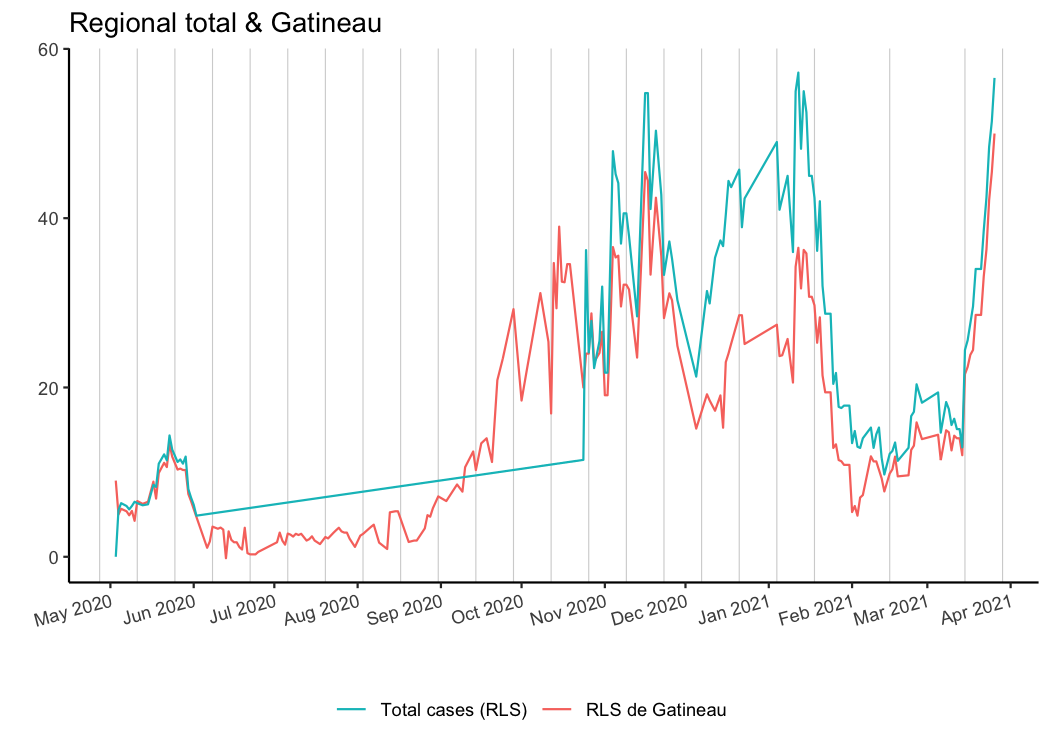 Regional total & Gatineau
60
40
20
0
May 2020 Jun 2020 Jul 2020 Aug 2020 Sep 2020 Oct 2020 Nov 2020 Dec 2020 Jan 2021 Feb 2021 Mar 2021 Apr 2021
Total cases (RLS) RLS de Gatineau